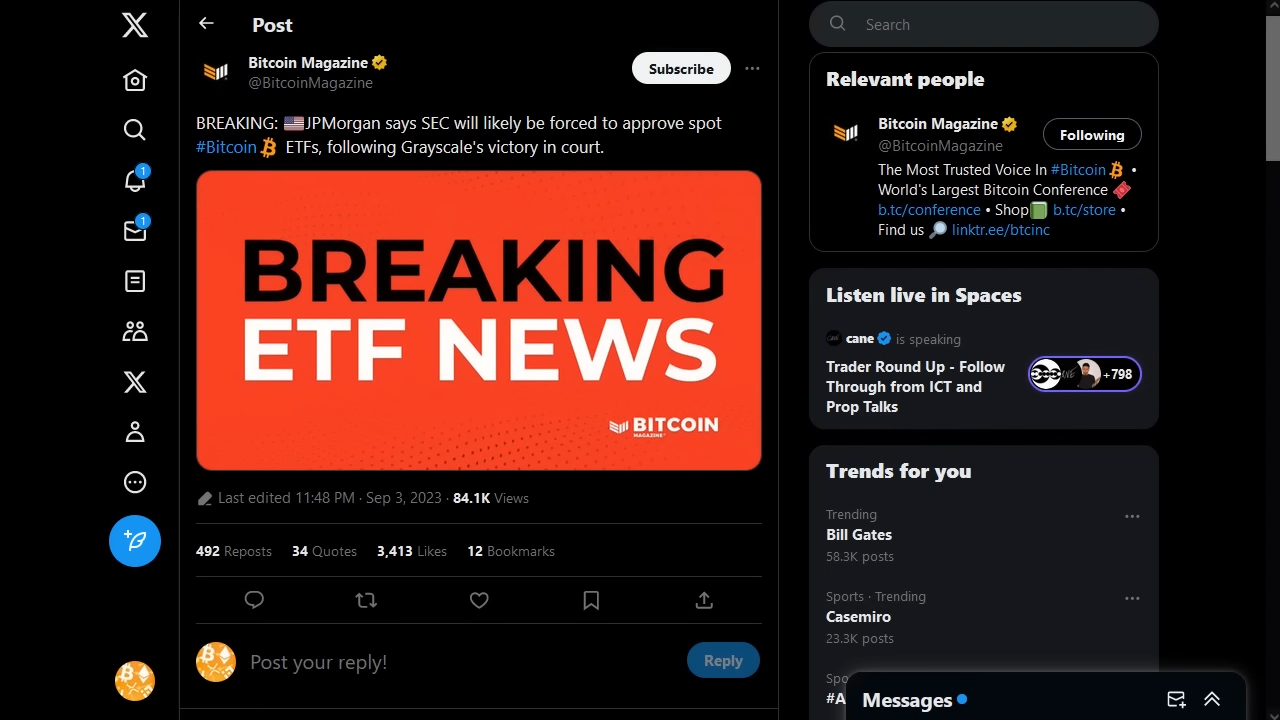 Post
Bitcoin Magazine
@BitcoinMagazine
Subscribe
BREAKING: 🇺🇸JPMorgan says SEC will likely be forced to approve spot
#Bitcoin ETFs, following Grayscale's victory in court.
BREAKING
ETF NEWS
BITCOIN
MAGAZINE
Last edited 11:48 PM · Sep 3, 2023 · 84.1K Views
492 Reposts 34 Quotes 3,413 Likes 12 Bookmarks
Post your reply!
Reply
1
1
Search
Relevant people
Bitcoin Magazine
@BitcoinMagazine
Following
The Most Trusted Voice In #Bitcoin •
World's Largest Bitcoin Conference 🎟️
b.tc/conference • Shop📗 b.tc/store •
Find us 🔎 linktr.ee/btcinc
Listen live in Spaces
cane is speaking
Trader Round Up - Follow
Through from ICT and
Prop Talks
+798
Trends for you
Trending
Bill Gates
58.3K posts
Sports · Trending
Casemiro
23.3K posts
Spo
#A
Messages